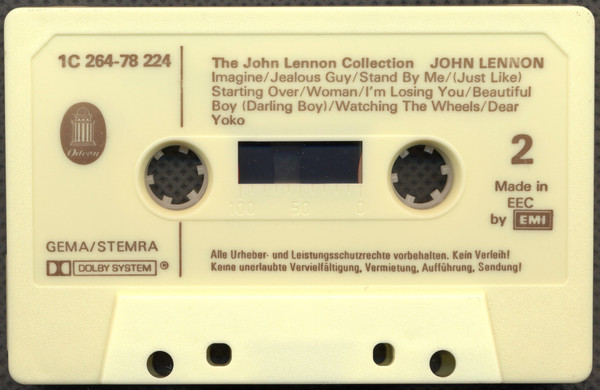 1C 264-78 224
The John Lennon Collection JOHN LENNON
Imagine/Jealous Guy/Stand By Me/(Just Like)
Starting Over/Woman/I'm Losing You/Beautiful
Boy (Darling Boy)/Watching The Wheels/Dear
Yoko
Odeon
2
100 50 0
Made in
EEC
by EMI
GEMA/STEMRA
DOLBY SYSTEM ®
Alle Urheber- und Leistungsschutzrechte vorbehalten. Kein Verleih!
Keine unerlaubte Vervielfältigung, Vermietung, Aufführung, Sendung!